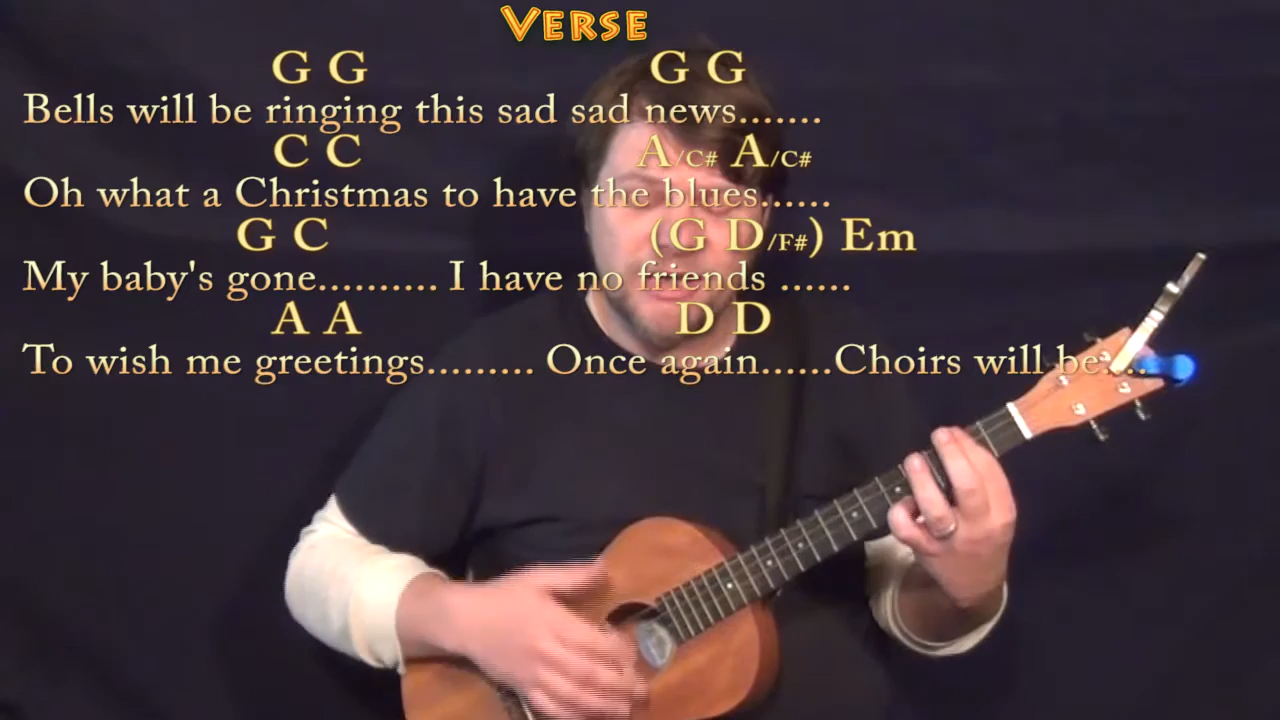 VERSE
G G G G
Bells will be ringing this sad sad news.......
C C A/C# A/C#
Oh what a Christmas to have the blues......
G C (G D/F#) Em
My baby's gone.......... I have no friends ......
A A D D
To wish me greetings......... Once again......Choirs will be....